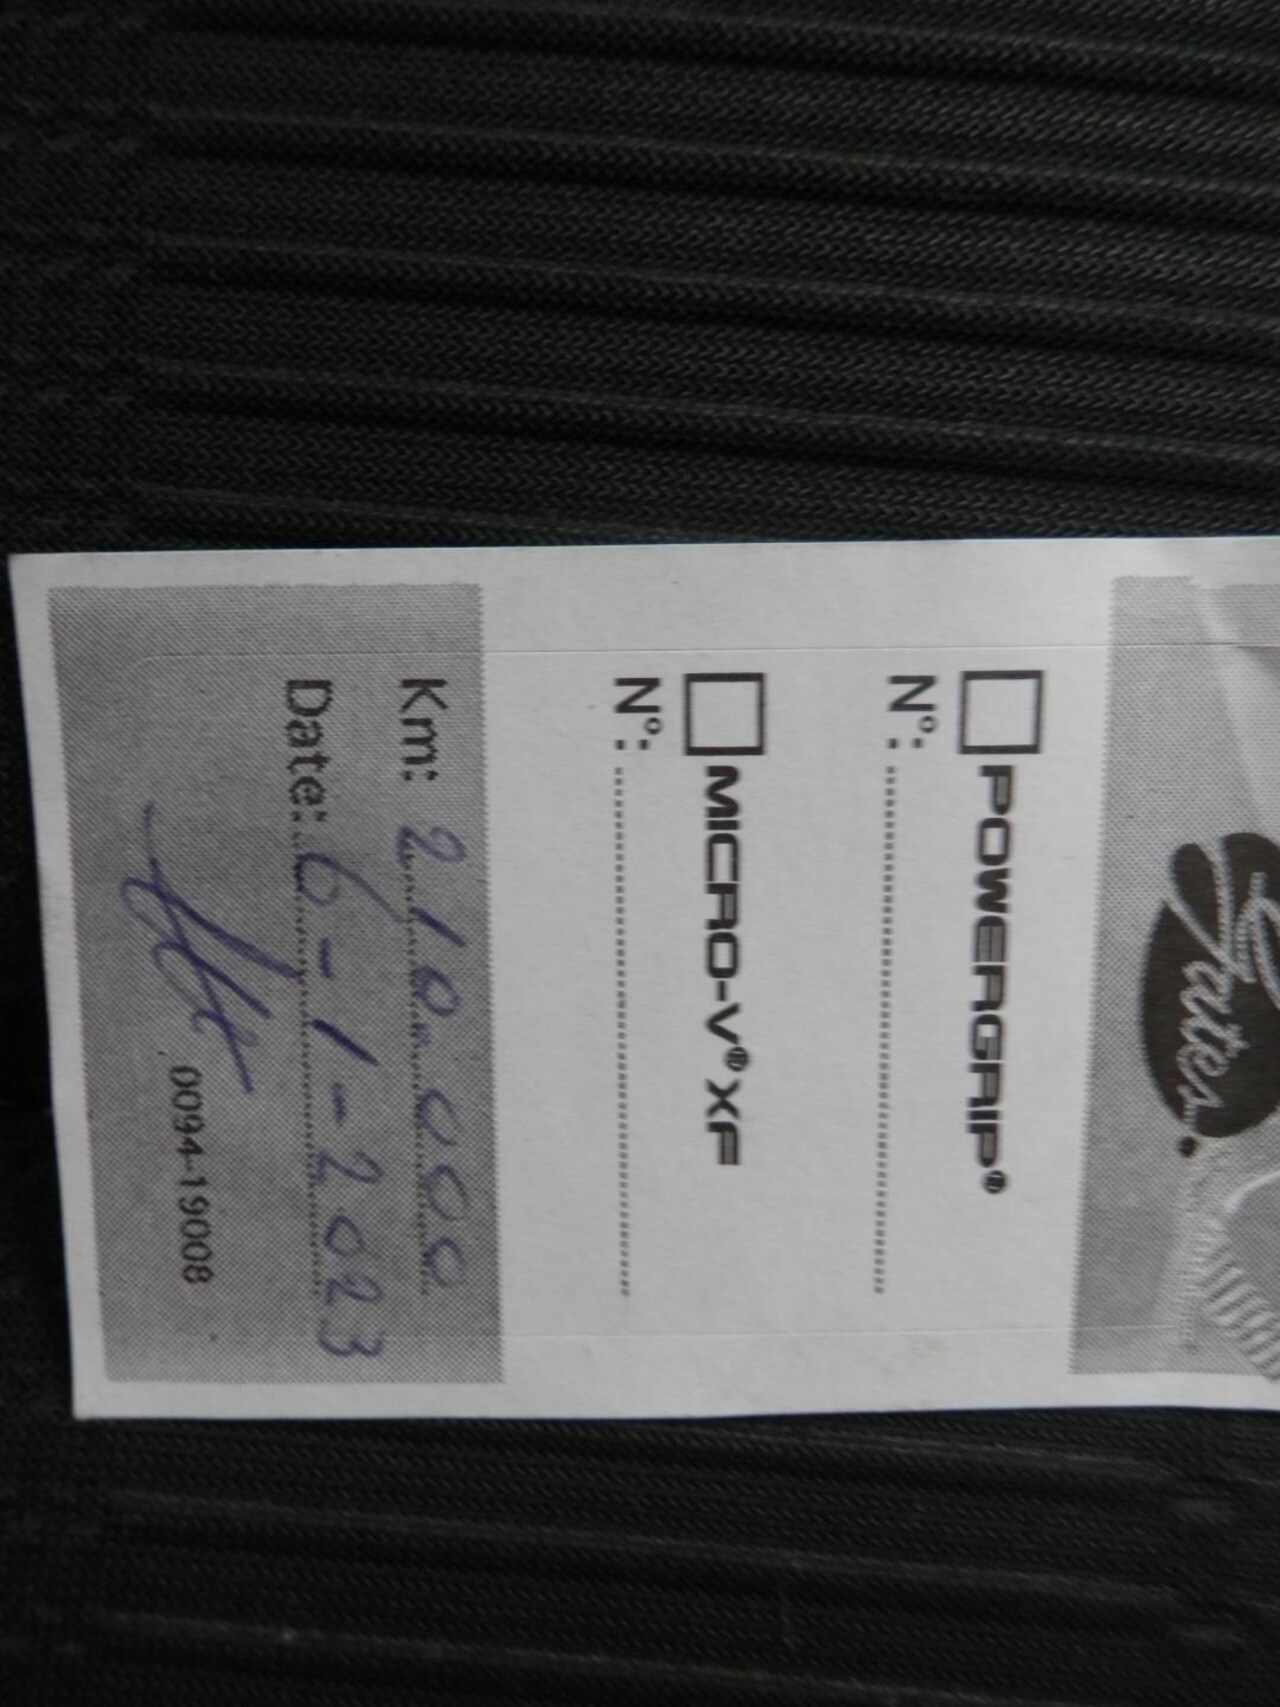 Gates
POWERGRIP®
N°:
MICRO-V® XF
N°:
Km: 210.000
Date: 6-1-2023
0094-19008